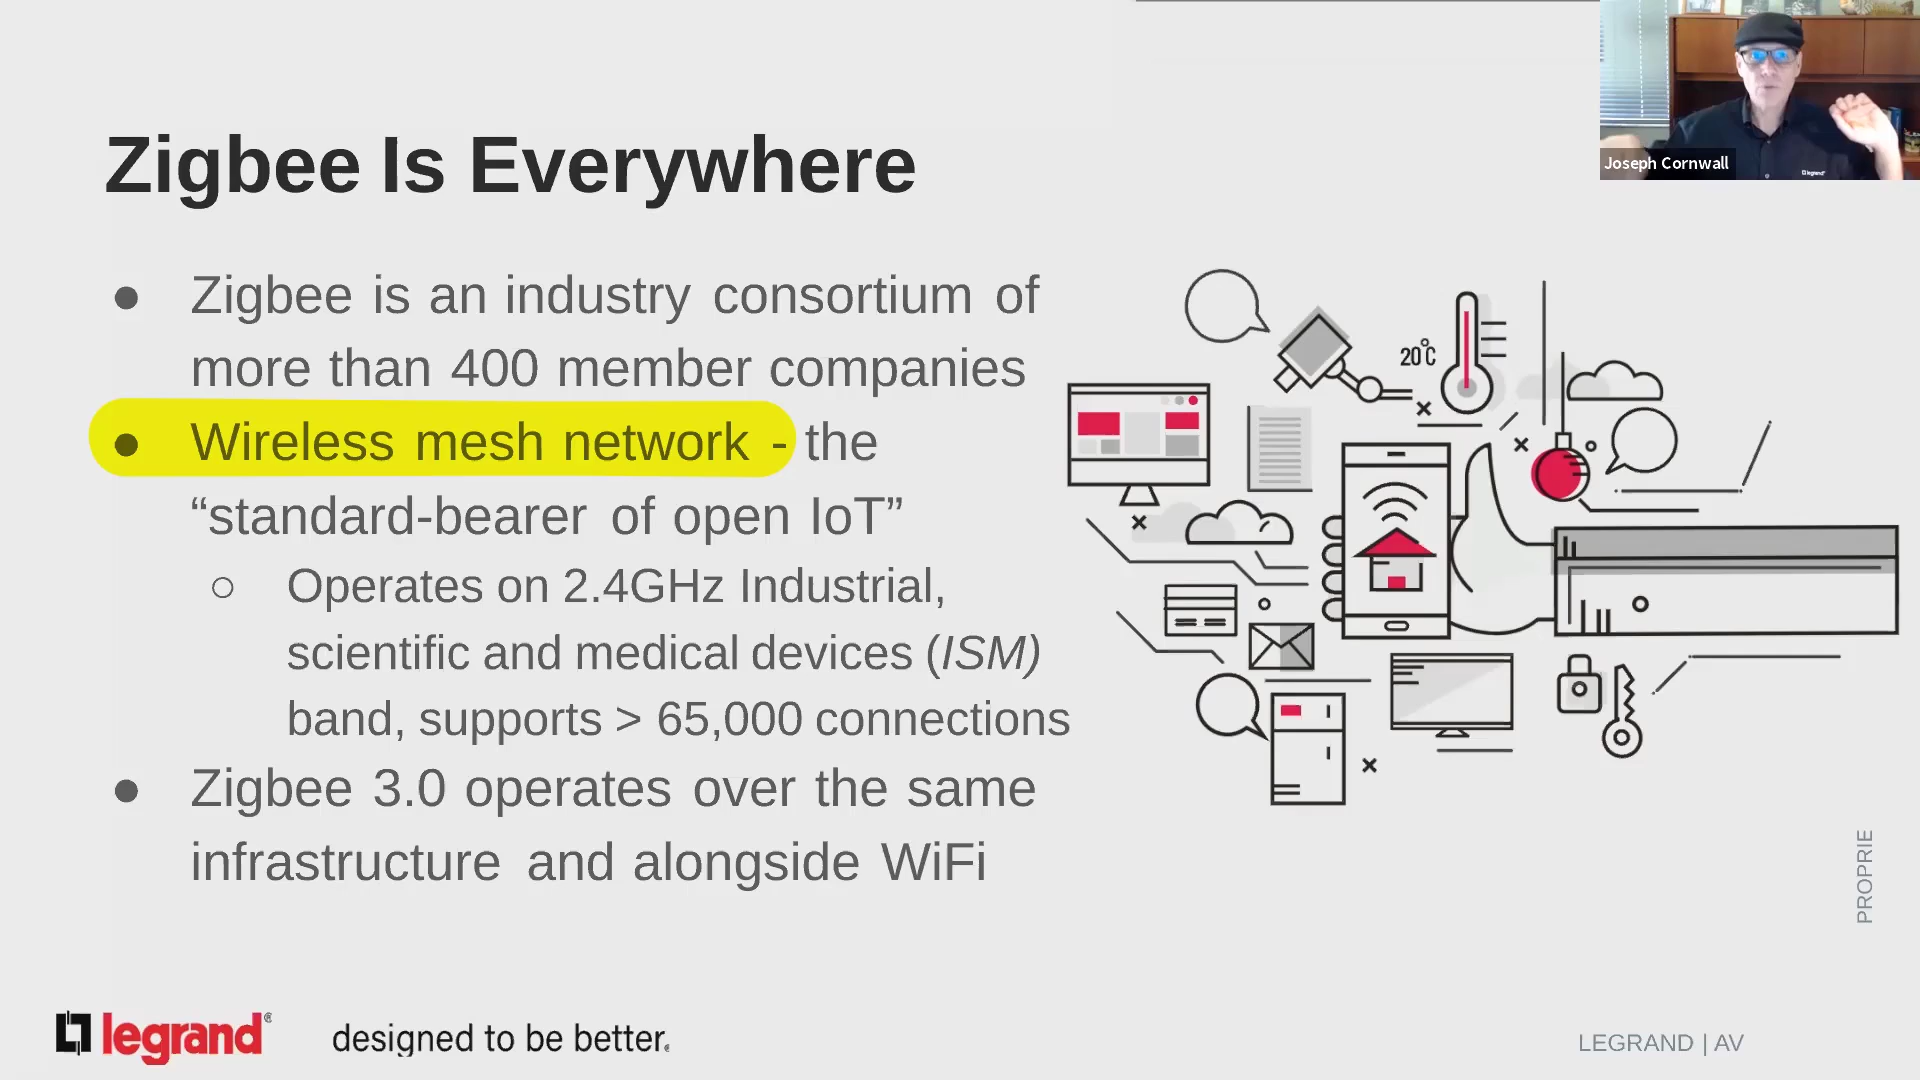 Zigbee Is Everywhere
● Zigbee is an industry consortium of
more than 400 member companies
● Wireless mesh network - the
“standard-bearer of open IoT”
○ Operates on 2.4GHz Industrial,
scientific and medical devices (ISM)
band, supports > 65,000 connections
● Zigbee 3.0 operates over the same
infrastructure and alongside WiFi
20°C
Joseph Cornwall
legrand
PROPRIE
legrand®
designed to be better.
LEGRAND | AV